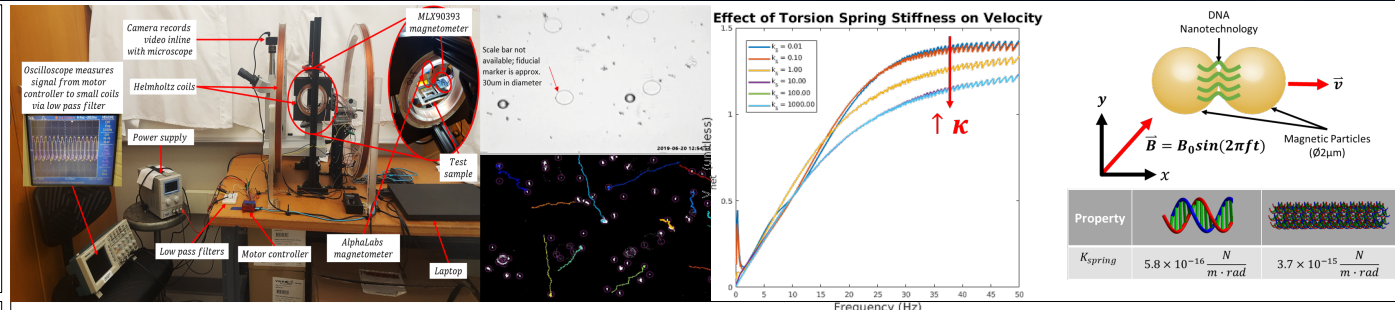 Camera records
video inline
with microscope
MLX90393
magnetometer
Oscilloscope measures
signal from motor
controller to small coils
via low pass filter
Helmholtz coils
Power supply
Test
sample
Low pass filters
Motor controller
AlphaLabs
magnetometer
Laptop
Scale bar not
available; fiducial
marker is approx.
30um in diameter
2019-06-20 12:54
Effect of Torsion Spring Stiffness on Velocity
k_s = 0.01
k_s = 0.10
k_s = 1.00
k_s = 10.00
k_s = 100.00
k_s = 1000.00
↑ κ
1.5
1
0.5
0
V_net (unitless)
0 5 10 15 20 25 30 35 40 45 50
Frequency (Hz)
DNA
Nanotechnology
v⃗
y
B⃗ = B₀sin(2πft)
x
Magnetic Particles
(Ø2μm)
Property
K_spring 5.8 × 10⁻¹⁶ N/(m · rad) 3.7 × 10⁻¹⁵ N/(m · rad)